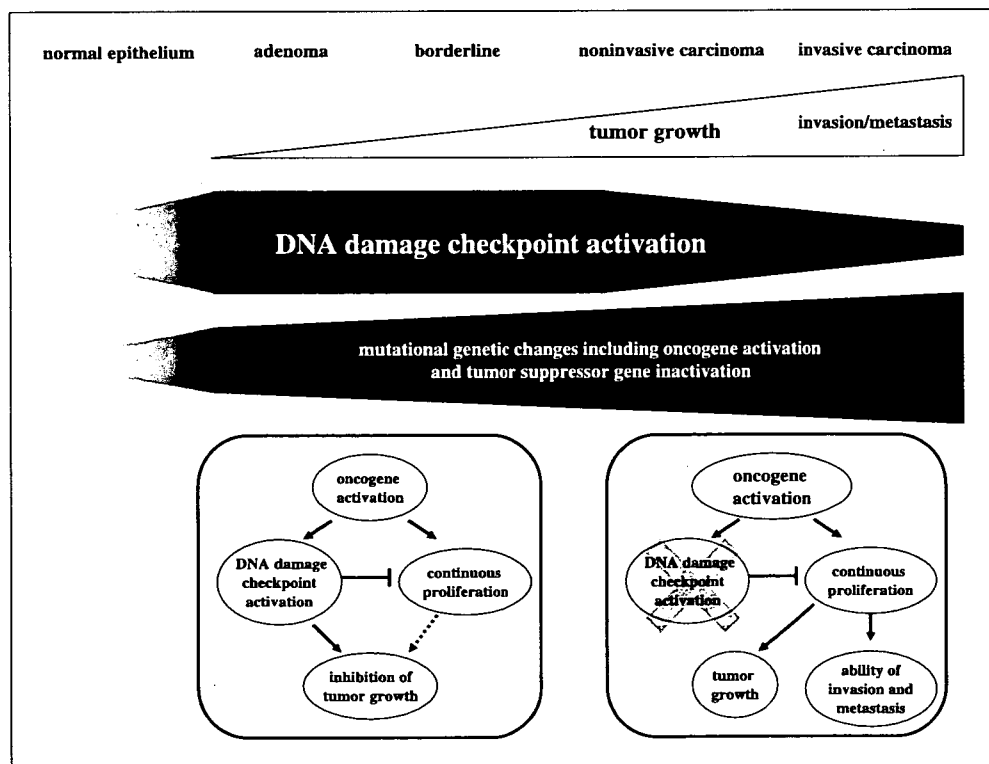 normal epithelium adenoma borderline noninvasive carcinoma invasive carcinoma
tumor growth
invasion/metastasis
DNA damage checkpoint activation
mutational genetic changes including oncogene activation
and tumor suppressor gene inactivation
oncogene
activation
DNA damage
checkpoint
activation
continuous
proliferation
inhibition of
tumor growth
oncogene
activation
DNA damage
checkpoint
activation
continuous
proliferation
tumor
growth
ability of
invasion and
metastasis